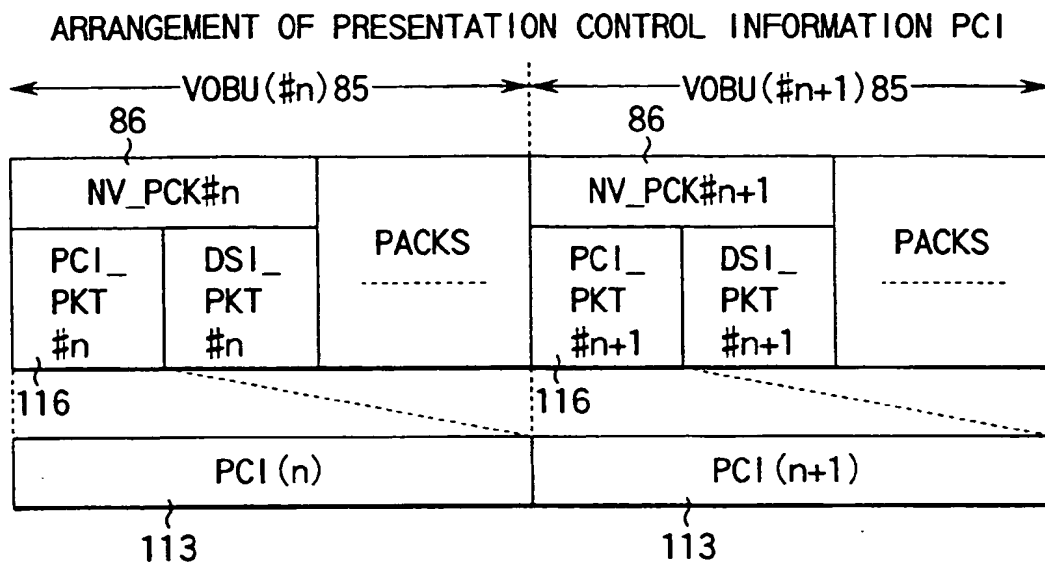 ARRANGEMENT OF PRESENTATION CONTROL INFORMATION PCI
VOBU(#n)85
VOBU(#n+1)85
86
86
NV_PCK#n
NV_PCK#n+1
PCI_
PKT
#n
DSI_
PKT
#n
PACKS
PCI_
PKT
#n+1
DSI_
PKT
#n+1
PACKS
116
116
PCI(n)
PCI(n+1)
113
113